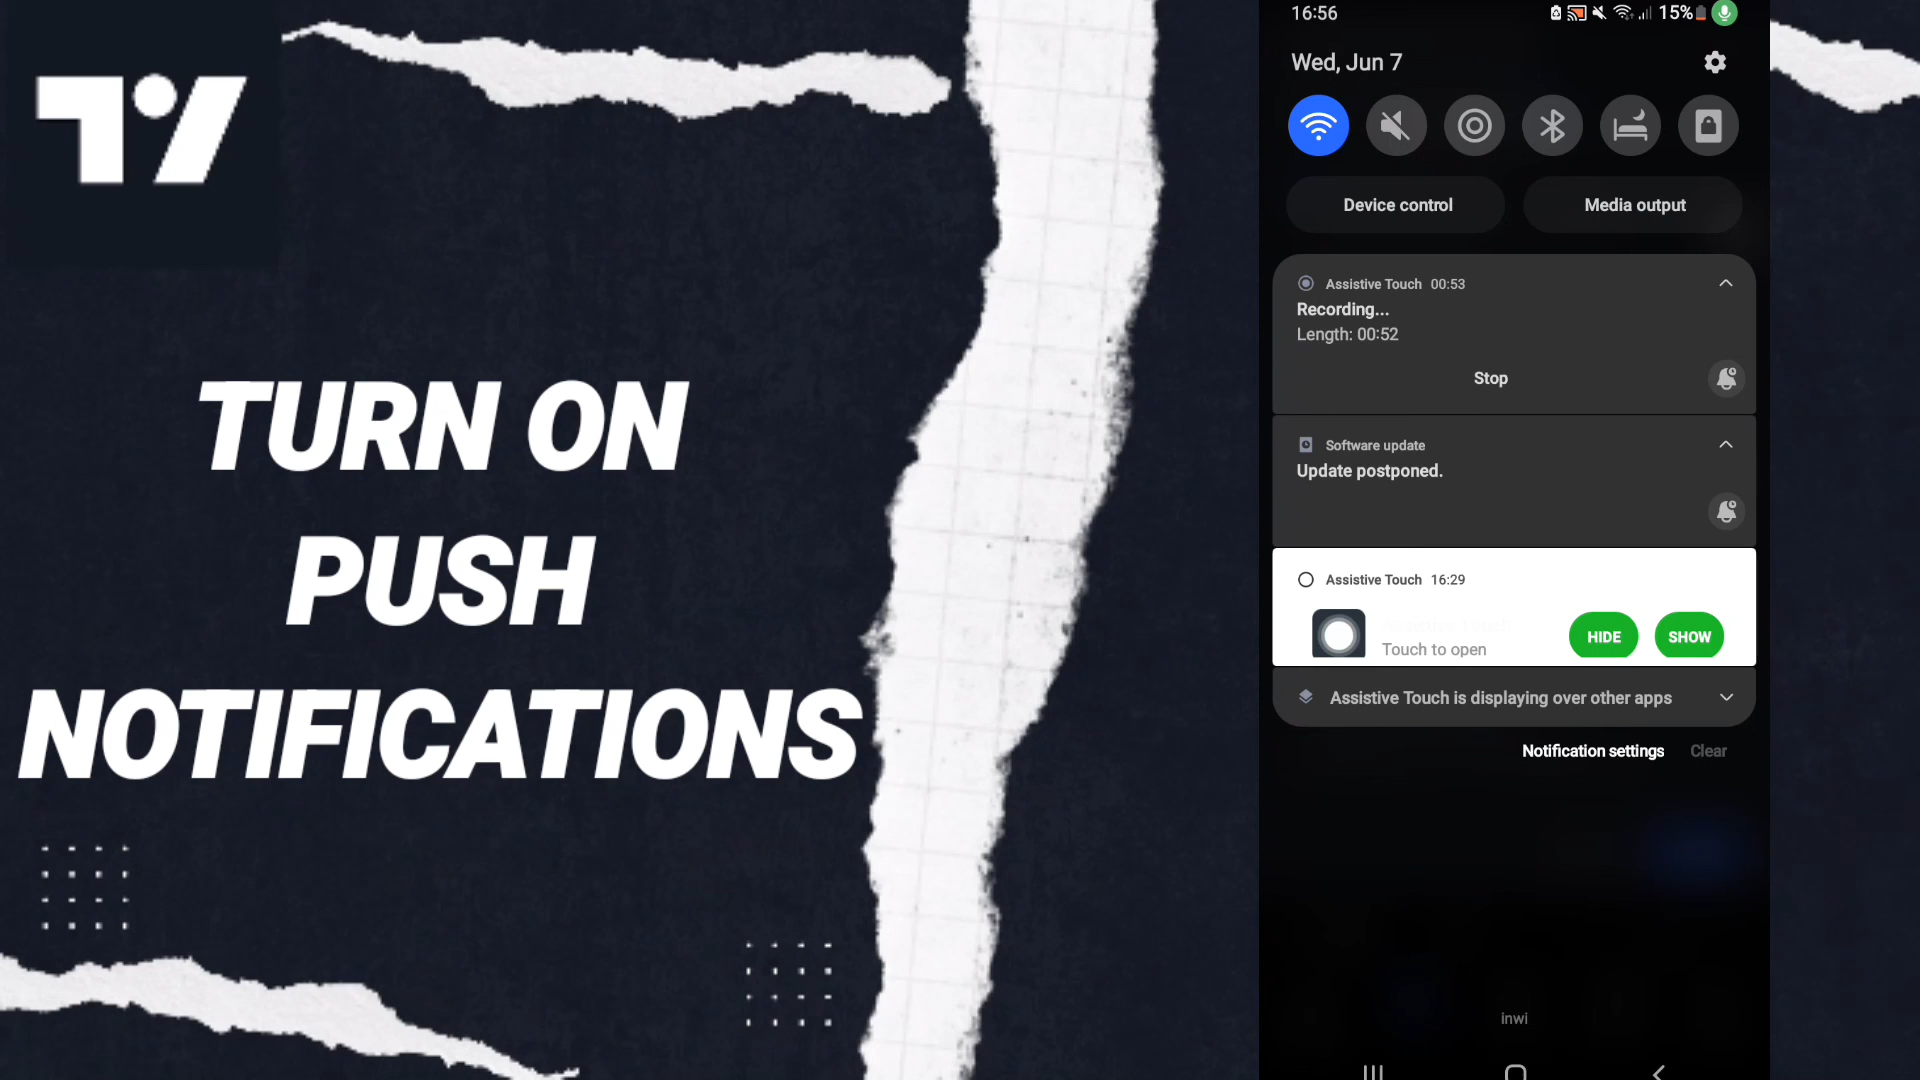 TURN ON
PUSH
NOTIFICATIONS
16:56
15%
Wed, Jun 7
Device control
Media output
Assistive Touch 00:53
Recording...
Length: 00:52
Stop
Software update
Update postponed.
Assistive Touch 16:29
Assistive Touch
Touch to open
HIDE
SHOW
Assistive Touch is displaying over other apps
Notification settings
Clear
inwi